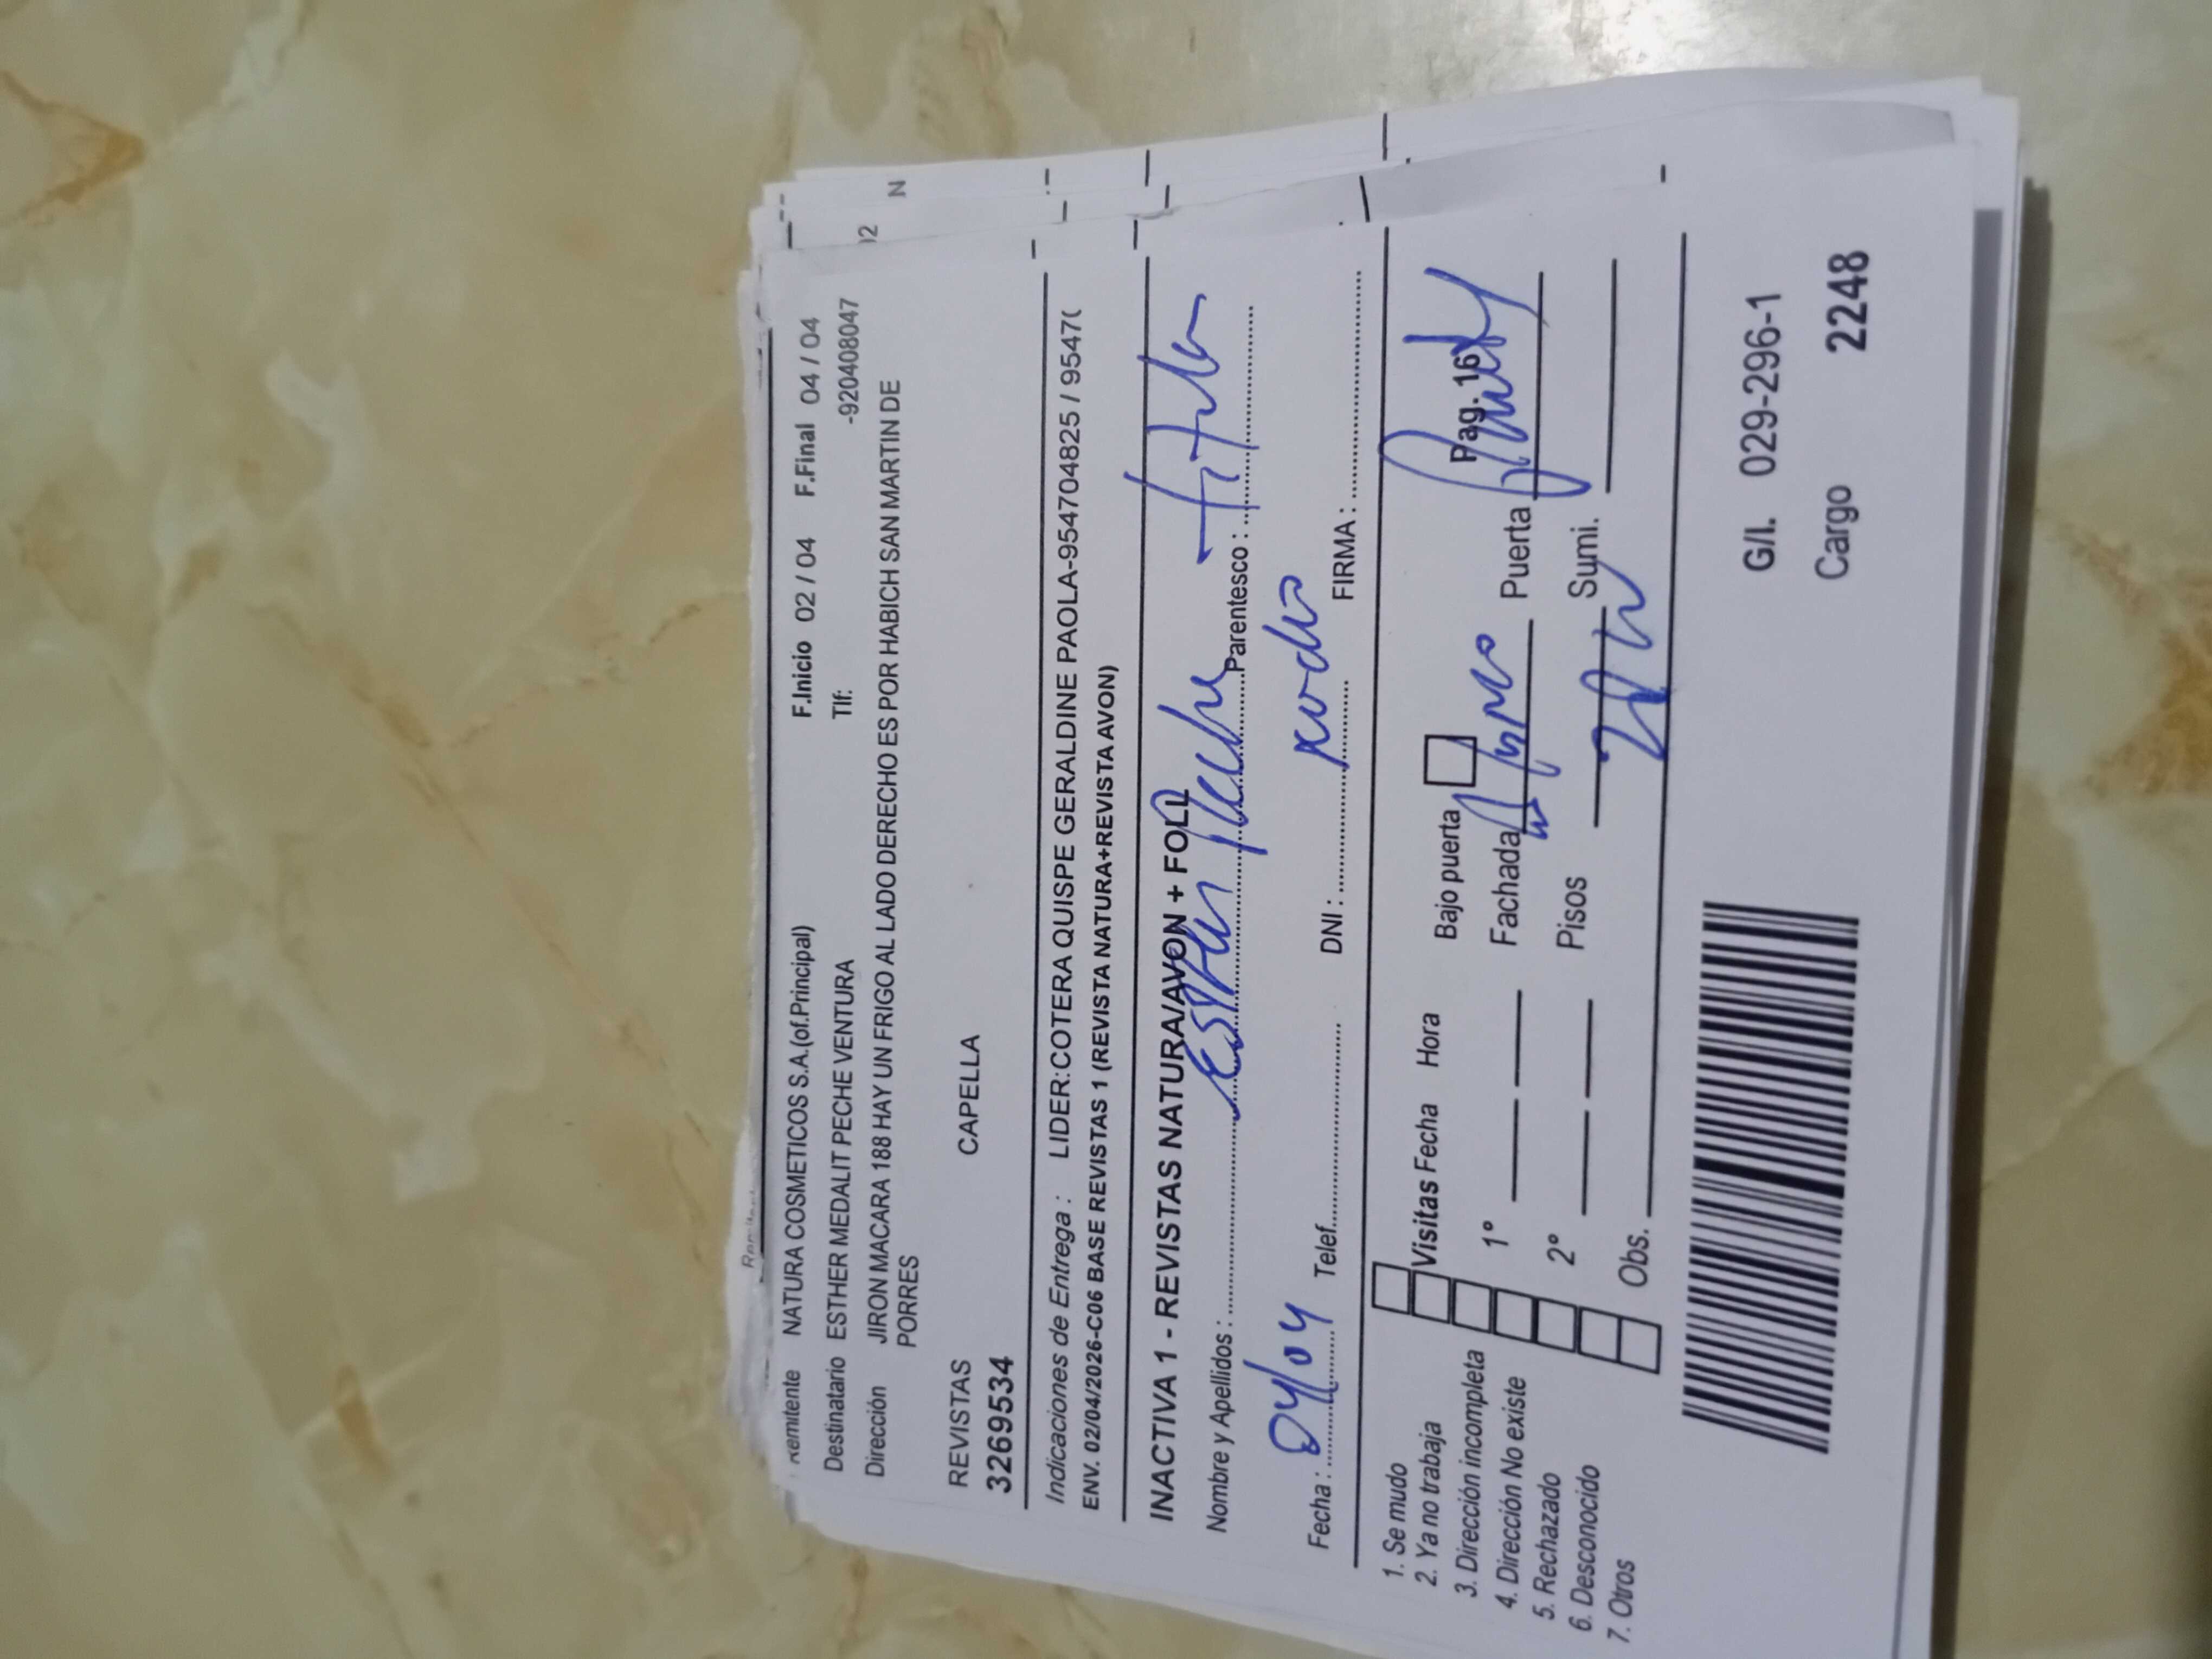 Remitente NATURA COSMETICOS S.A.(of.Principal) F.Inicio 02 / 04 F.Final 04 / 04
Destinatario ESTHER MEDALIT PECHE VENTURA Tlf: -920408047
Dirección JIRON MACARA 188 HAY UN FRIGO AL LADO DERECHO ES POR HABICH SAN MARTIN DE
PORRES
REVISTAS CAPELLA
3269534
Indicaciones de Entrega : LIDER:COTERA QUISPE GERALDINE PAOLA-954704825 / 9547(
ENV. 02/04/2026-C06 BASE REVISTAS 1 (REVISTA NATURA+REVISTA AVON)
INACTIVA 1 - REVISTAS NATURA/AVON + FOLL
Nombre y Apellidos : Esther Peche Parentesco :
Fecha : 04/04 Telef. DNI : FIRMA :
1. Se mudo
2. Ya no trabaja
3. Dirección incompleta
4. Dirección No existe
5. Rechazado
6. Desconocido
7. Otros
Visitas Fecha Hora Bajo puerta Pag. 16
1° Fachada Puerta
2° Pisos Sumi.
Obs.
G/I. 029-296-1
Cargo 2248